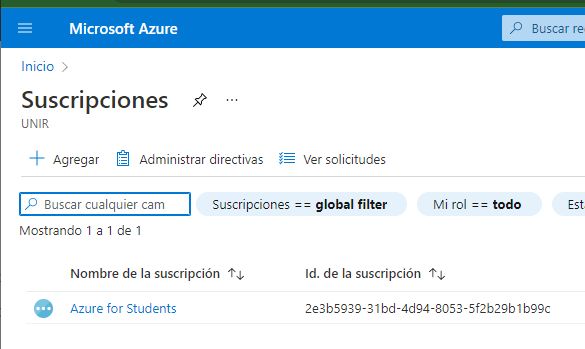 Microsoft Azure
Buscar re
Inicio
Suscripciones
UNIR
Agregar
Administrar directivas
Ver solicitudes
Buscar cualquier cam
Suscripciones == global filter
Mi rol == todo
Est
Mostrando 1 a 1 de 1
Nombre de la suscripción
Id. de la suscripción
Azure for Students
2e3b5939-31bd-4d94-8053-5f2b29b1b99c